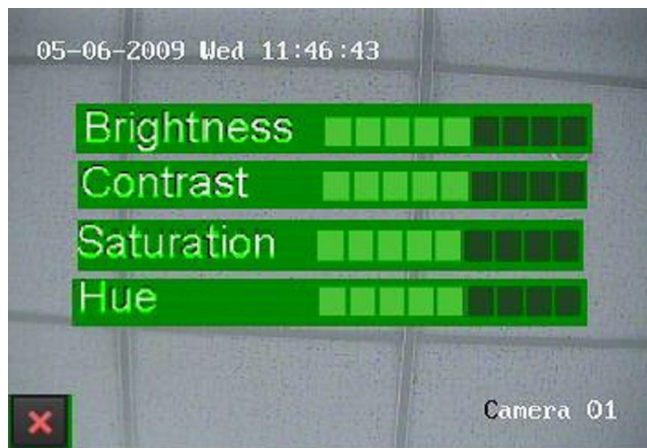 05-06-2009 Wed 11:46:43
Brightness
Contrast
Saturation
Hue
Camera 01